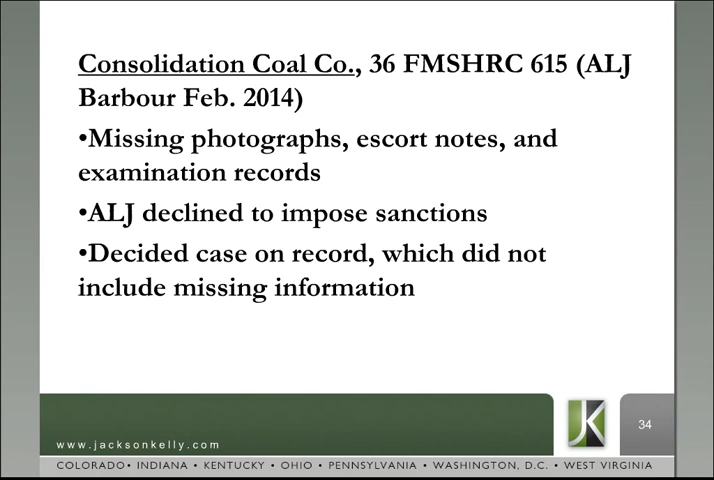 Consolidation Coal Co., 36 FMSHRC 615 (ALJ
Barbour Feb. 2014)
•Missing photographs, escort notes, and
examination records
•ALJ declined to impose sanctions
•Decided case on record, which did not
include missing information
JK
34
www.jacksonkelly.com
COLORADO• INDIANA • KENTUCKY • OHIO • PENNSYLVANIA • WASHINGTON, D.C. • WEST VIRGINIA